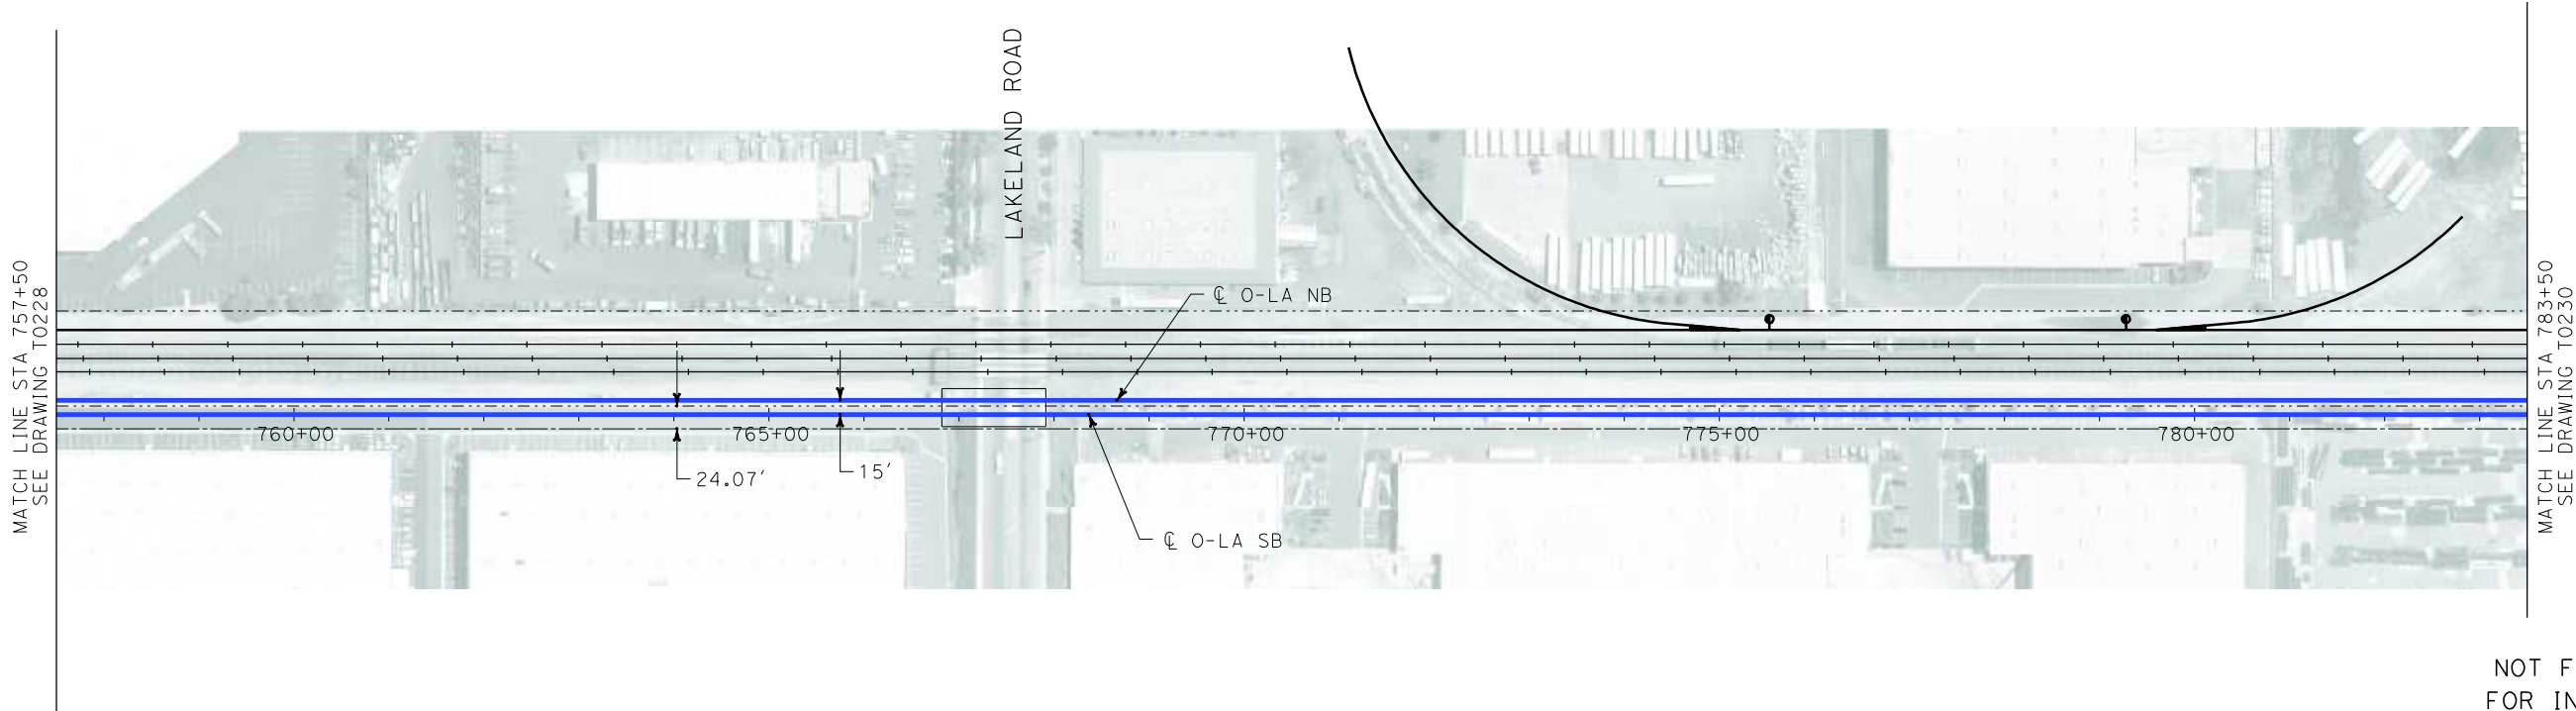 MATCH LINE STA 757+50
SEE DRAWING T0228
LAKELAND ROAD
℄ O-LA NB
760+00
765+00
770+00
775+00
780+00
24.07'
15'
℄ O-LA SB
MATCH LINE STA 783+50
SEE DRAWING T0230
NOT F
FOR IN